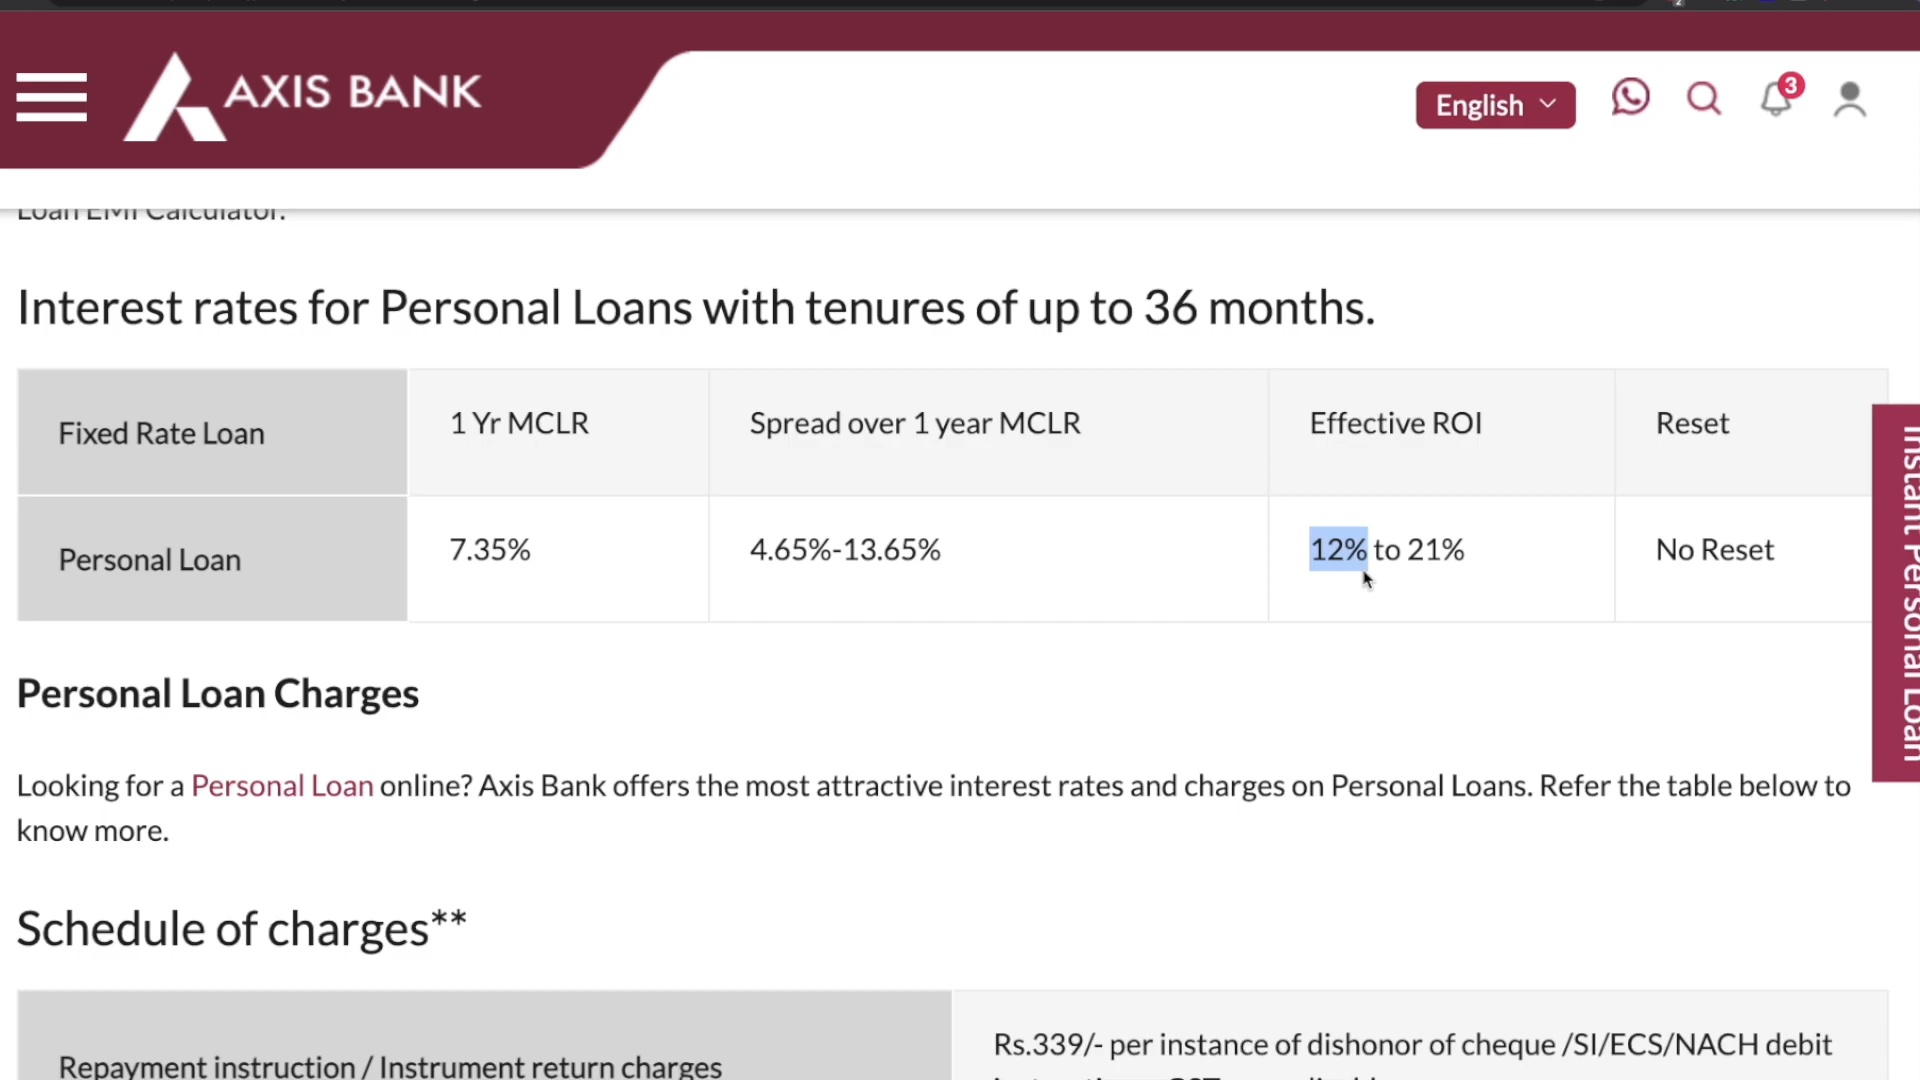 AXIS BANK
English
3
Loan EMI Calculator.
Interest rates for Personal Loans with tenures of up to 36 months.
Fixed Rate Loan 1 Yr MCLR Spread over 1 year MCLR Effective ROI Reset
Personal Loan 7.35% 4.65%-13.65% 12% to 21% No Reset
Instant Personal Loan
Personal Loan Charges
Looking for a Personal Loan online? Axis Bank offers the most attractive interest rates and charges on Personal Loans. Refer the table below to
know more.
Schedule of charges**
Repayment instruction / Instrument return charges
Rs.339/- per instance of dishonor of cheque /SI/ECS/NACH debit